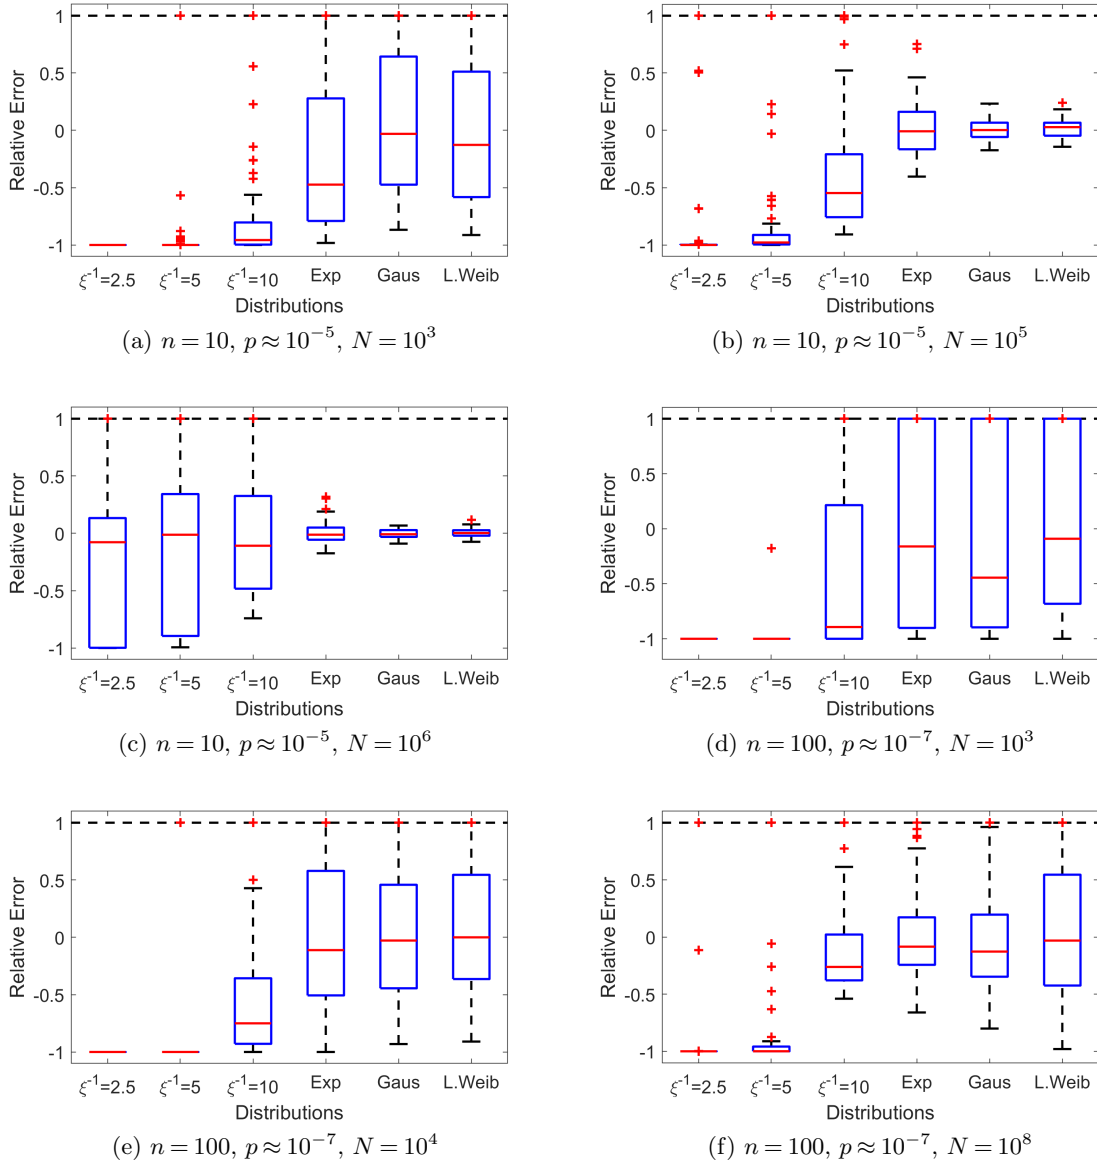 1
0.5
0
-0.5
-1
Relative Error
ξ⁻¹=2.5 ξ⁻¹=5 ξ⁻¹=10 Exp Gaus L.Weib
Distributions
(a) n = 10, p ≈ 10⁻⁵, N = 10³
1
0.5
0
-0.5
-1
Relative Error
ξ⁻¹=2.5 ξ⁻¹=5 ξ⁻¹=10 Exp Gaus L.Weib
Distributions
(b) n = 10, p ≈ 10⁻⁵, N = 10⁵
1
0.5
0
-0.5
-1
Relative Error
ξ⁻¹=2.5 ξ⁻¹=5 ξ⁻¹=10 Exp Gaus L.Weib
Distributions
(c) n = 10, p ≈ 10⁻⁵, N = 10⁶
1
0.5
0
-0.5
-1
Relative Error
ξ⁻¹=2.5 ξ⁻¹=5 ξ⁻¹=10 Exp Gaus L.Weib
Distributions
(d) n = 100, p ≈ 10⁻⁷, N = 10³
1
0.5
0
-0.5
-1
Relative Error
ξ⁻¹=2.5 ξ⁻¹=5 ξ⁻¹=10 Exp Gaus L.Weib
Distributions
(e) n = 100, p ≈ 10⁻⁷, N = 10⁴
1
0.5
0
-0.5
-1
Relative Error
ξ⁻¹=2.5 ξ⁻¹=5 ξ⁻¹=10 Exp Gaus L.Weib
Distributions
(f) n = 100, p ≈ 10⁻⁷, N = 10⁸